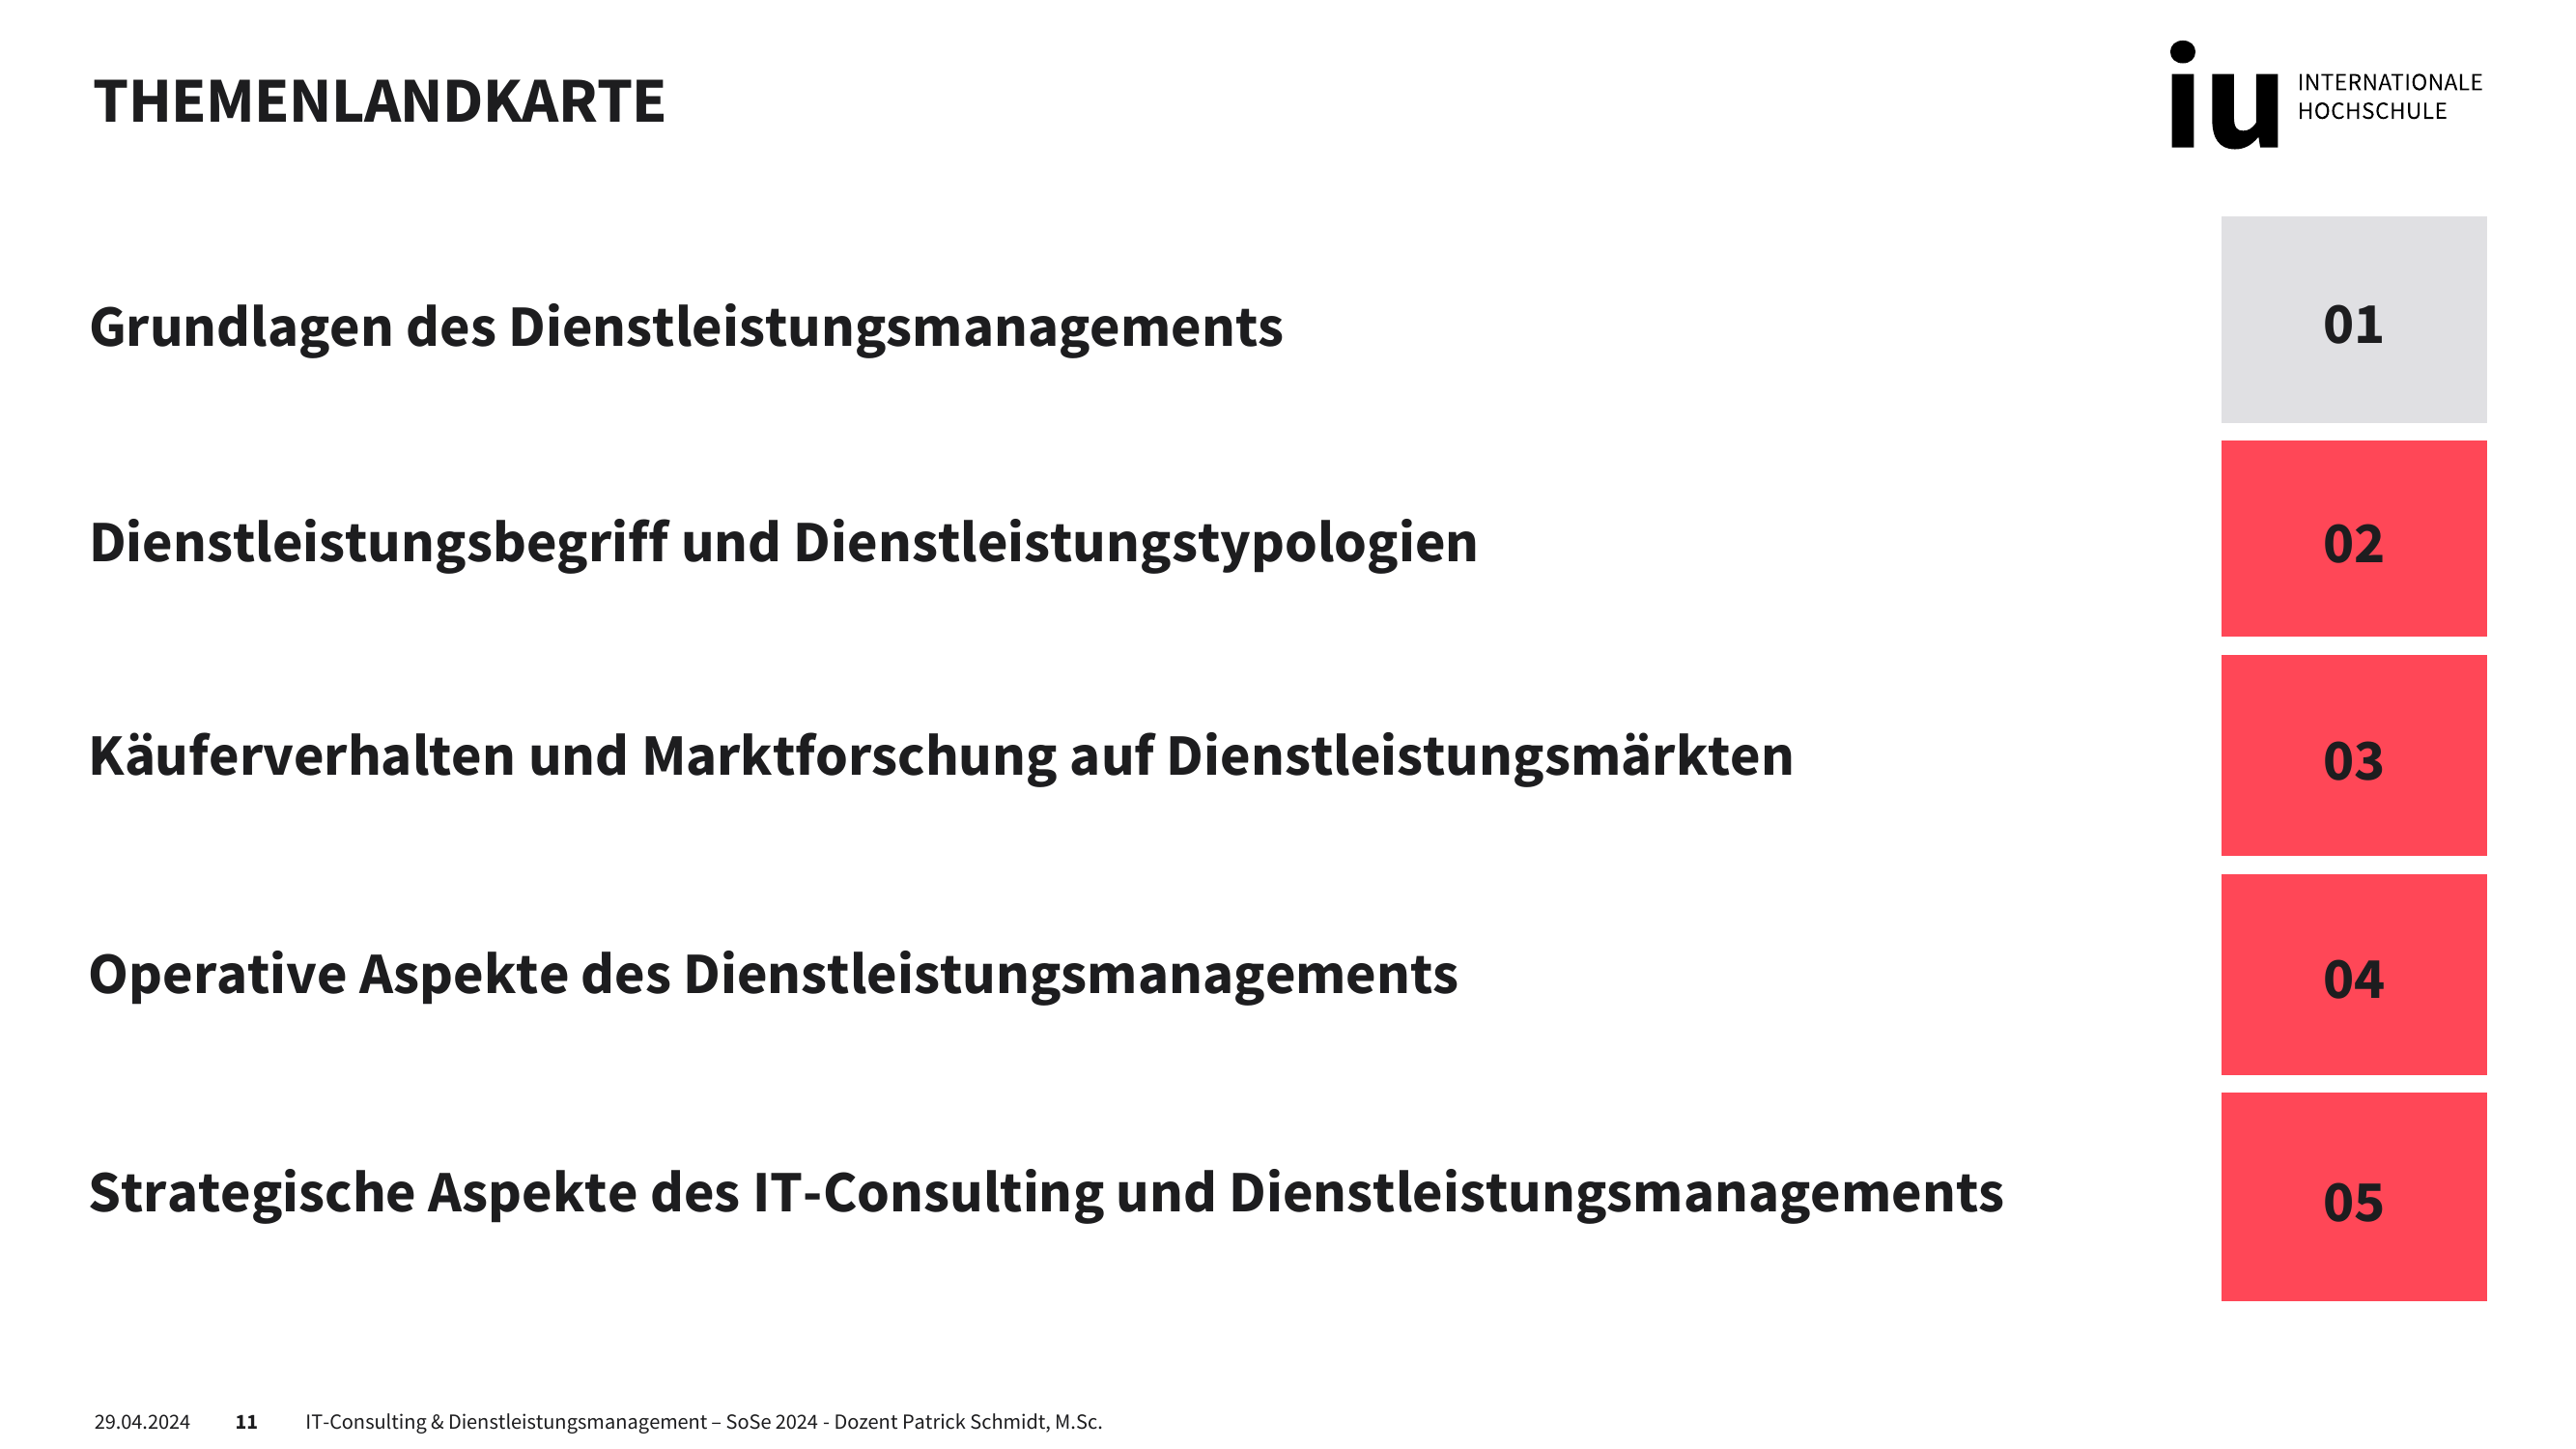 THEMENLANDKARTE
iu INTERNATIONALE
HOCHSCHULE
Grundlagen des Dienstleistungsmanagements 01
Dienstleistungsbegriff und Dienstleistungstypologien 02
Käuferverhalten und Marktforschung auf Dienstleistungsmärkten 03
Operative Aspekte des Dienstleistungsmanagements 04
Strategische Aspekte des IT-Consulting und Dienstleistungsmanagements 05
29.04.2024 11 IT-Consulting & Dienstleistungsmanagement – SoSe 2024 - Dozent Patrick Schmidt, M.Sc.